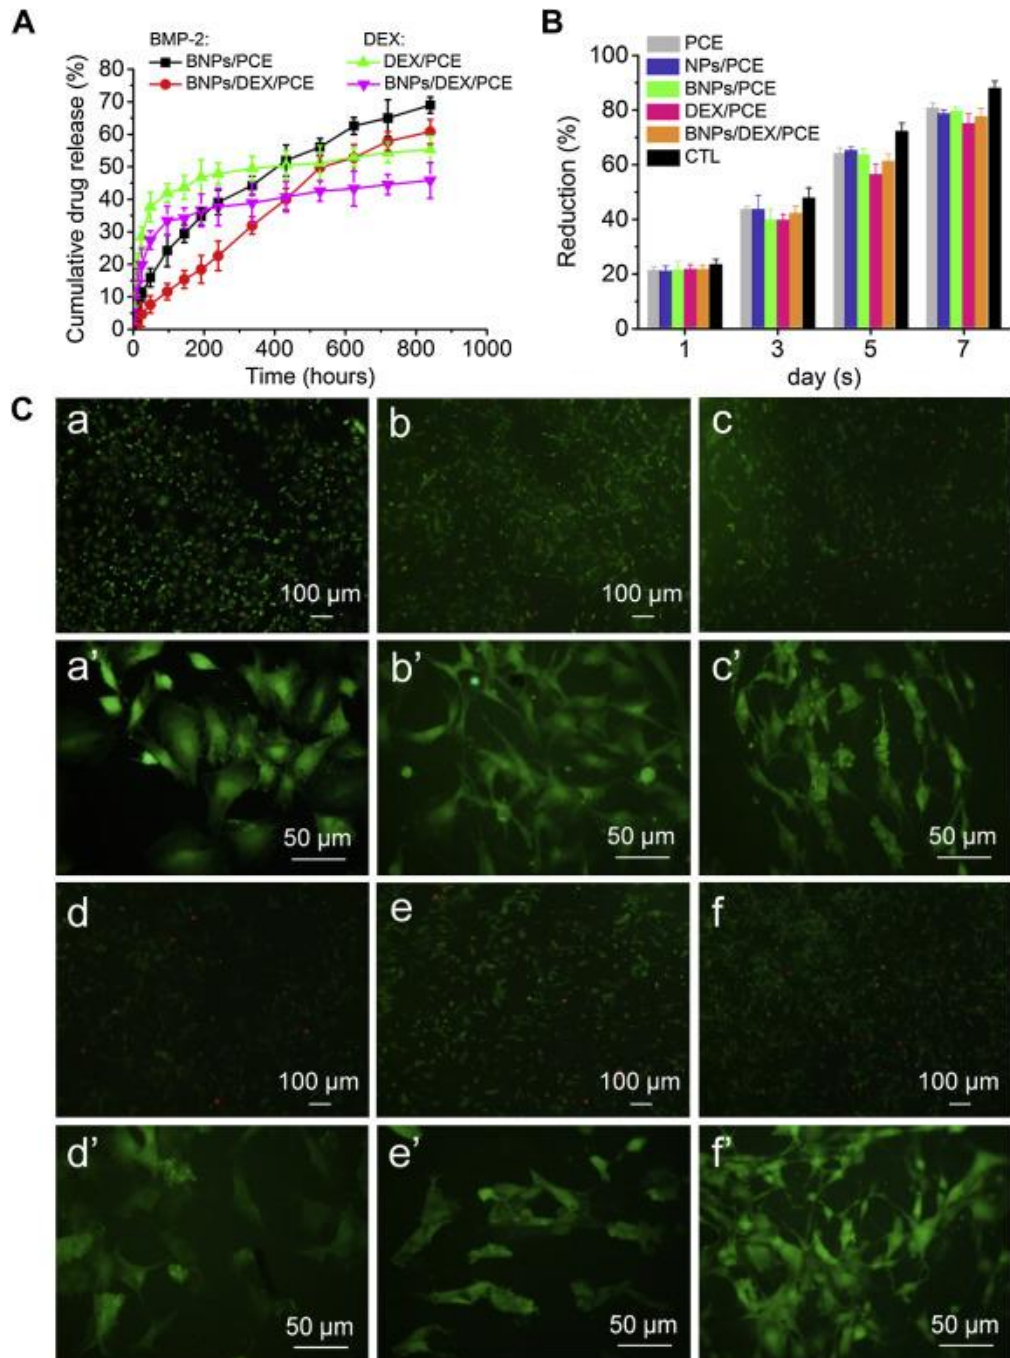 A
BMP-2: DEX:
BNPs/PCE DEX/PCE
BNPs/DEX/PCE BNPs/DEX/PCE
80
70
60
50
40
30
20
10
0
Cumulative drug release (%)
0 200 400 600 800 1000
Time (hours)
B
PCE
NPs/PCE
BNPs/PCE
DEX/PCE
BNPs/DEX/PCE
CTL
100
80
60
40
20
0
Reduction (%)
1 3 5 7
day (s)
C
a b c
100 µm 100 µm 100 µm
a' b' c'
50 µm 50 µm 50 µm
d e f
100 µm 100 µm 100 µm
d' e' f'
50 µm 50 µm 50 µm